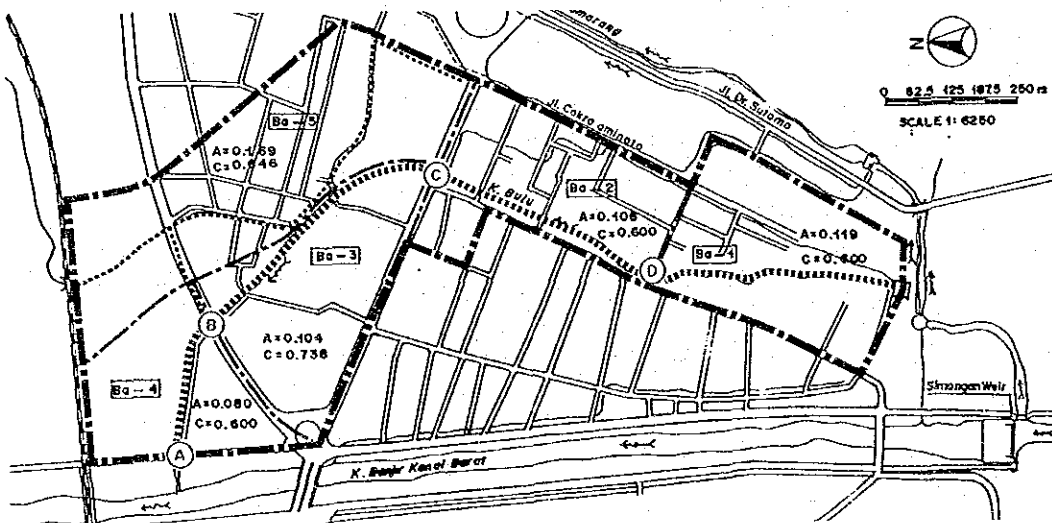 marang
N
0 62.5 125 187.5 250 m
SCALE 1: 6250
Jl. Dr. Sutomo
Jl. Cokro aminoto
Ba-5
A=0.169
C=0.646
C
K. Bulu
Ba-2
A=0.106
C=0.600
Ba-1
A=0.119
C=0.600
D
Ba-3
B
A=0.104
C=0.736
Ba-4
A=0.080
C=0.600
A
Simongan Weir
K. Banjir Kanal Barat